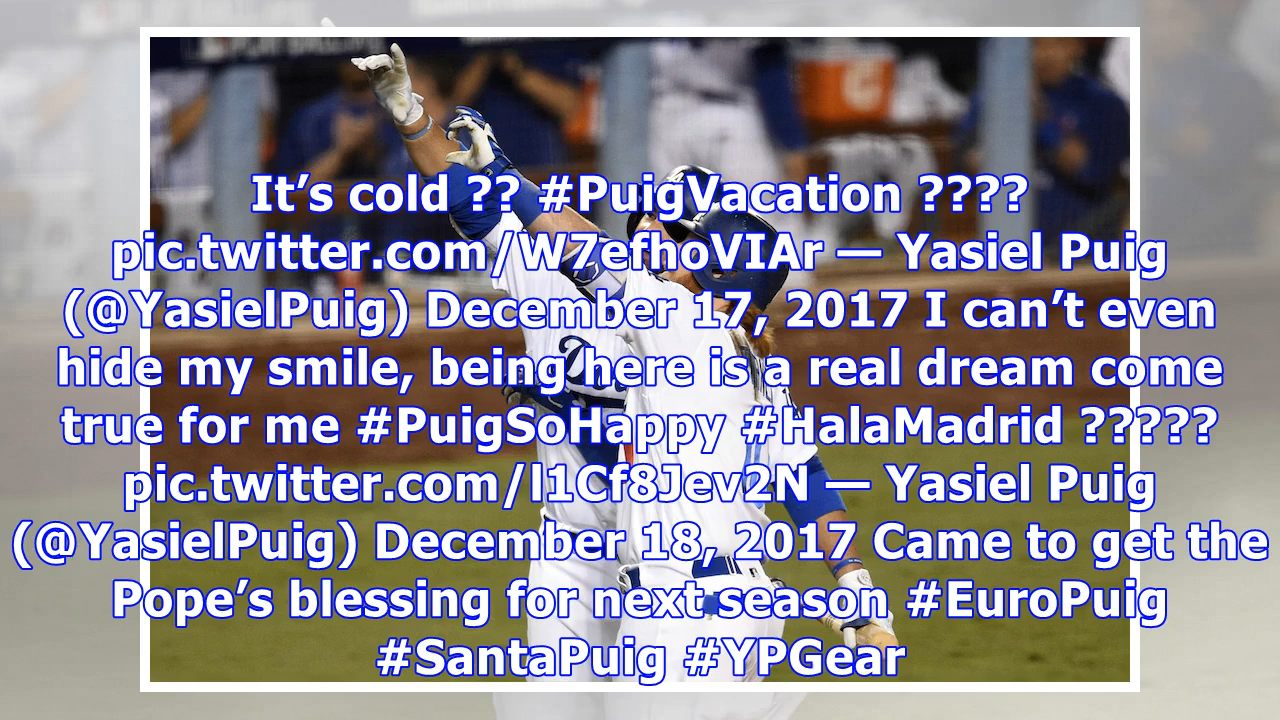 It’s cold ?? #PuigVacation ????
pic.twitter.com/W7efhoVIAr — Yasiel Puig
(@YasielPuig) December 17, 2017 I can’t even
hide my smile, being here is a real dream come
true for me #PuigSoHappy #HalaMadrid ?????
pic.twitter.com/l1Cf8Jev2N — Yasiel Puig
(@YasielPuig) December 18, 2017 Came to get the
Pope’s blessing for next season #EuroPuig
#SantaPuig #YPGear